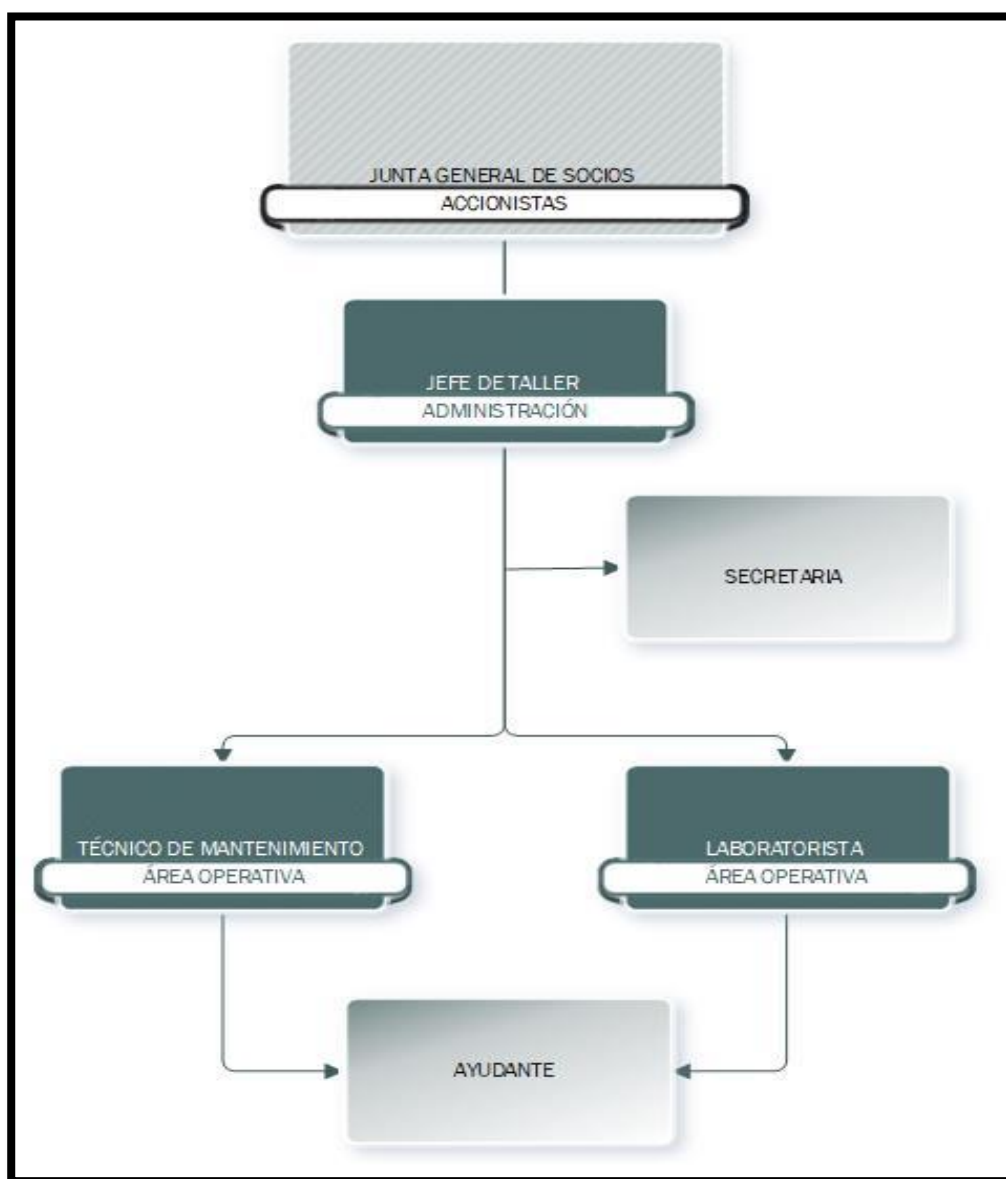 JUNTA GENERAL DE SOCIOS
ACCIONISTAS
JEFE DE TALLER
ADMINISTRACIÓN
SECRETARIA
TÉCNICO DE MANTENIMIENTO
ÁREA OPERATIVA
LABORATORISTA
ÁREA OPERATIVA
AYUDANTE